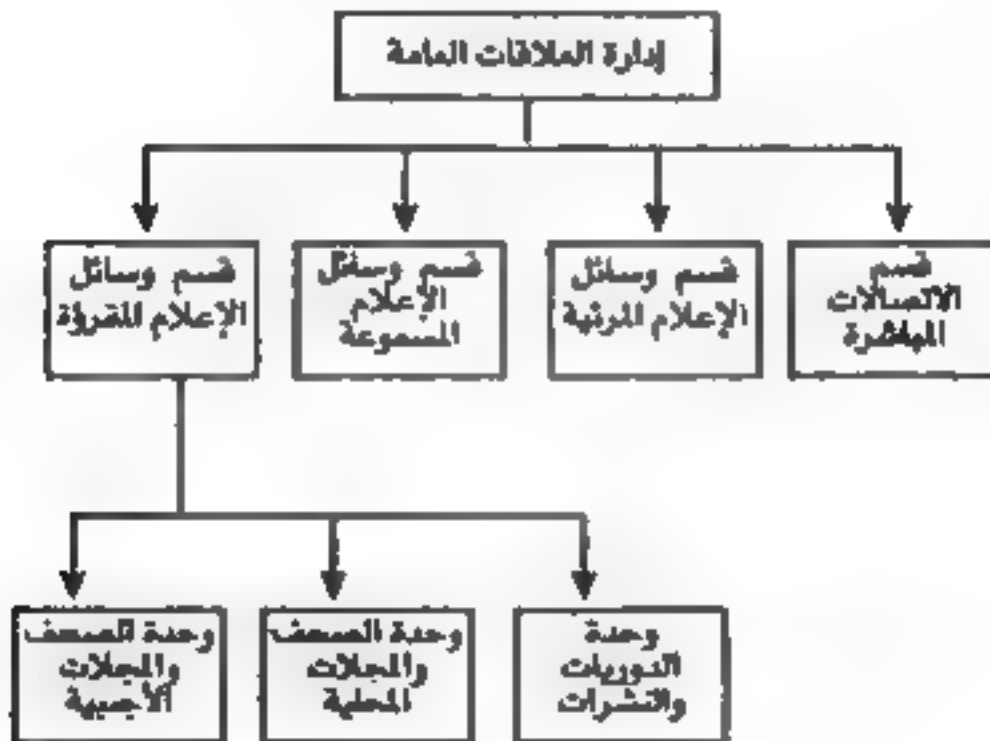 إدارة العلاقات العامة
قسم
الاتصالات
المباشرة
قسم وسائل
الإعلام المرئية
قسم وسائل
الإعلام
المسموعة
قسم وسائل
الإعلام المقروة
وحدة
الدوريات
والنشرات
وحدة الصحف
والمجلات
المحلية
وحدة الصحف
والمجلات
الأجنبية